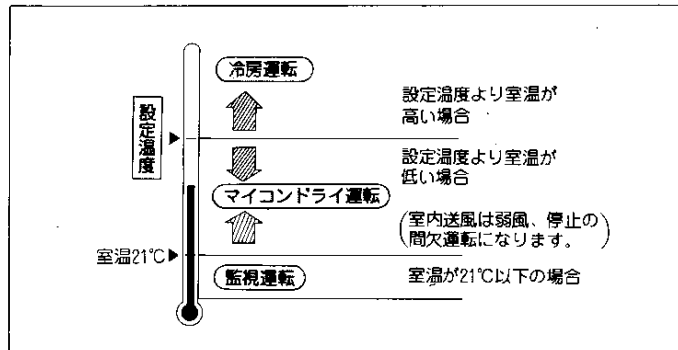 冷房運転
設定温度より室温が
高い場合
設定温度
設定温度より室温が
低い場合
マイコンドライ運転
(室内送風は弱風、停止の
間欠運転になります。)
室温21℃
監視運転
室温が21℃以下の場合